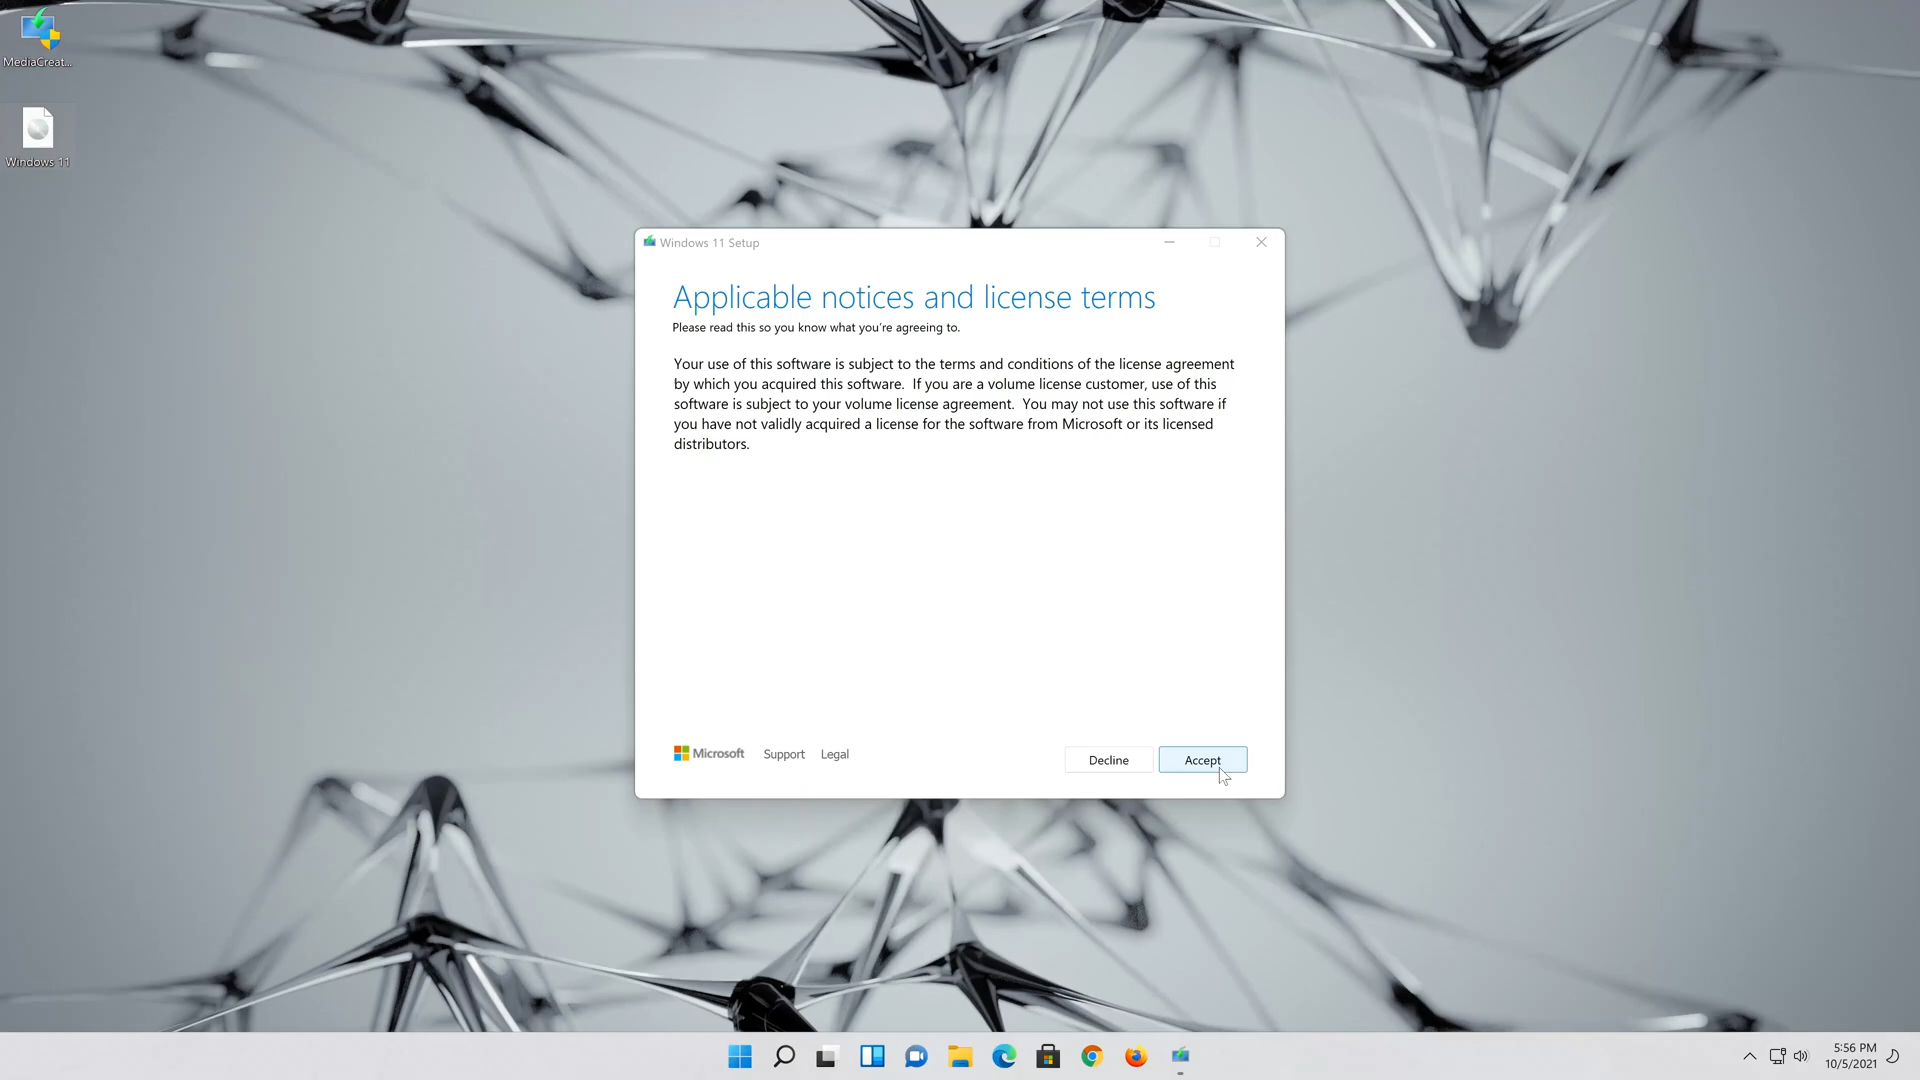 MediaCreat...
Windows 11
Windows 11 Setup
Applicable notices and license terms
Please read this so you know what you're agreeing to.
Your use of this software is subject to the terms and conditions of the license agreement
by which you acquired this software.  If you are a volume license customer, use of this
software is subject to your volume license agreement.  You may not use this software if
you have not validly acquired a license for the software from Microsoft or its licensed
distributors.
Microsoft Support Legal
Decline Accept
5:56 PM
10/5/2021